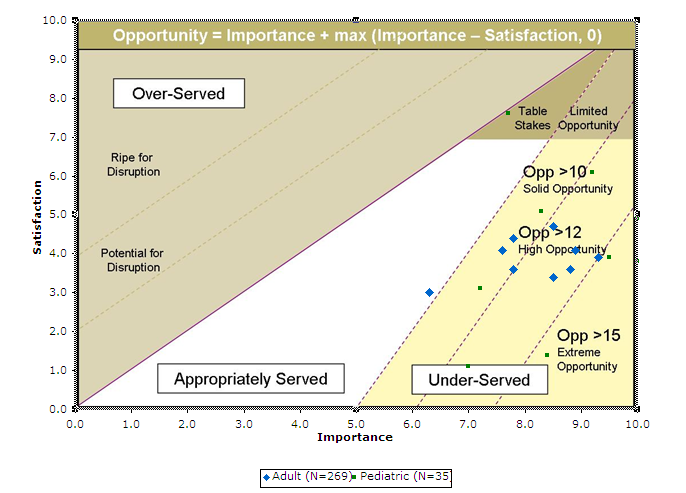 Opportunity = Importance + max (Importance – Satisfaction, 0)
10.0
9.0
8.0
7.0
6.0
5.0
4.0
3.0
2.0
1.0
0.0
Satisfaction
Over-Served
Table
Stakes
Limited
Opportunity
Ripe for
Disruption
Opp >10
Solid Opportunity
Opp >12
High Opportunity
Potential for
Disruption
Opp >15
Extreme
Opportunity
Appropriately Served
Under-Served
0.0 1.0 2.0 3.0 4.0 5.0 6.0 7.0 8.0 9.0 10.0
Importance
Adult (N=269) Pediatric (N=35)